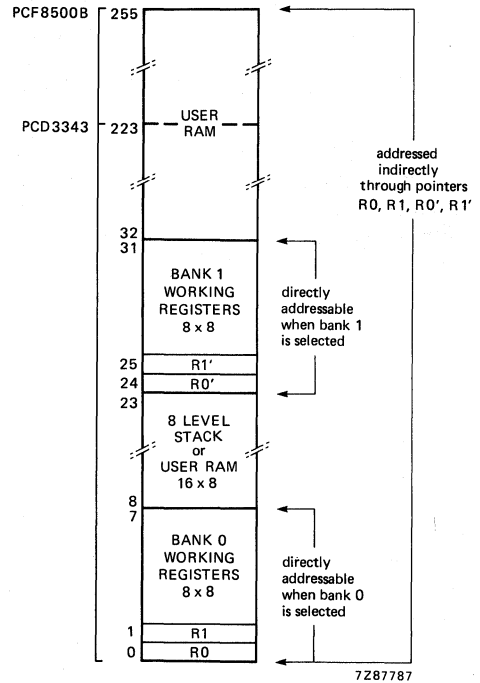 PCF8500B
255
PCD3343
223
USER
RAM
addressed
indirectly
through pointers
R0, R1, R0′, R1′
32
31
BANK 1
WORKING
REGISTERS
8 x 8
directly
addressable
when bank 1
is selected
25
R1′
24
R0′
23
8 LEVEL
STACK
or
USER RAM
16 x 8
8
7
BANK 0
WORKING
REGISTERS
8 x 8
directly
addressable
when bank 0
is selected
1
R1
0
R0
7Z87787